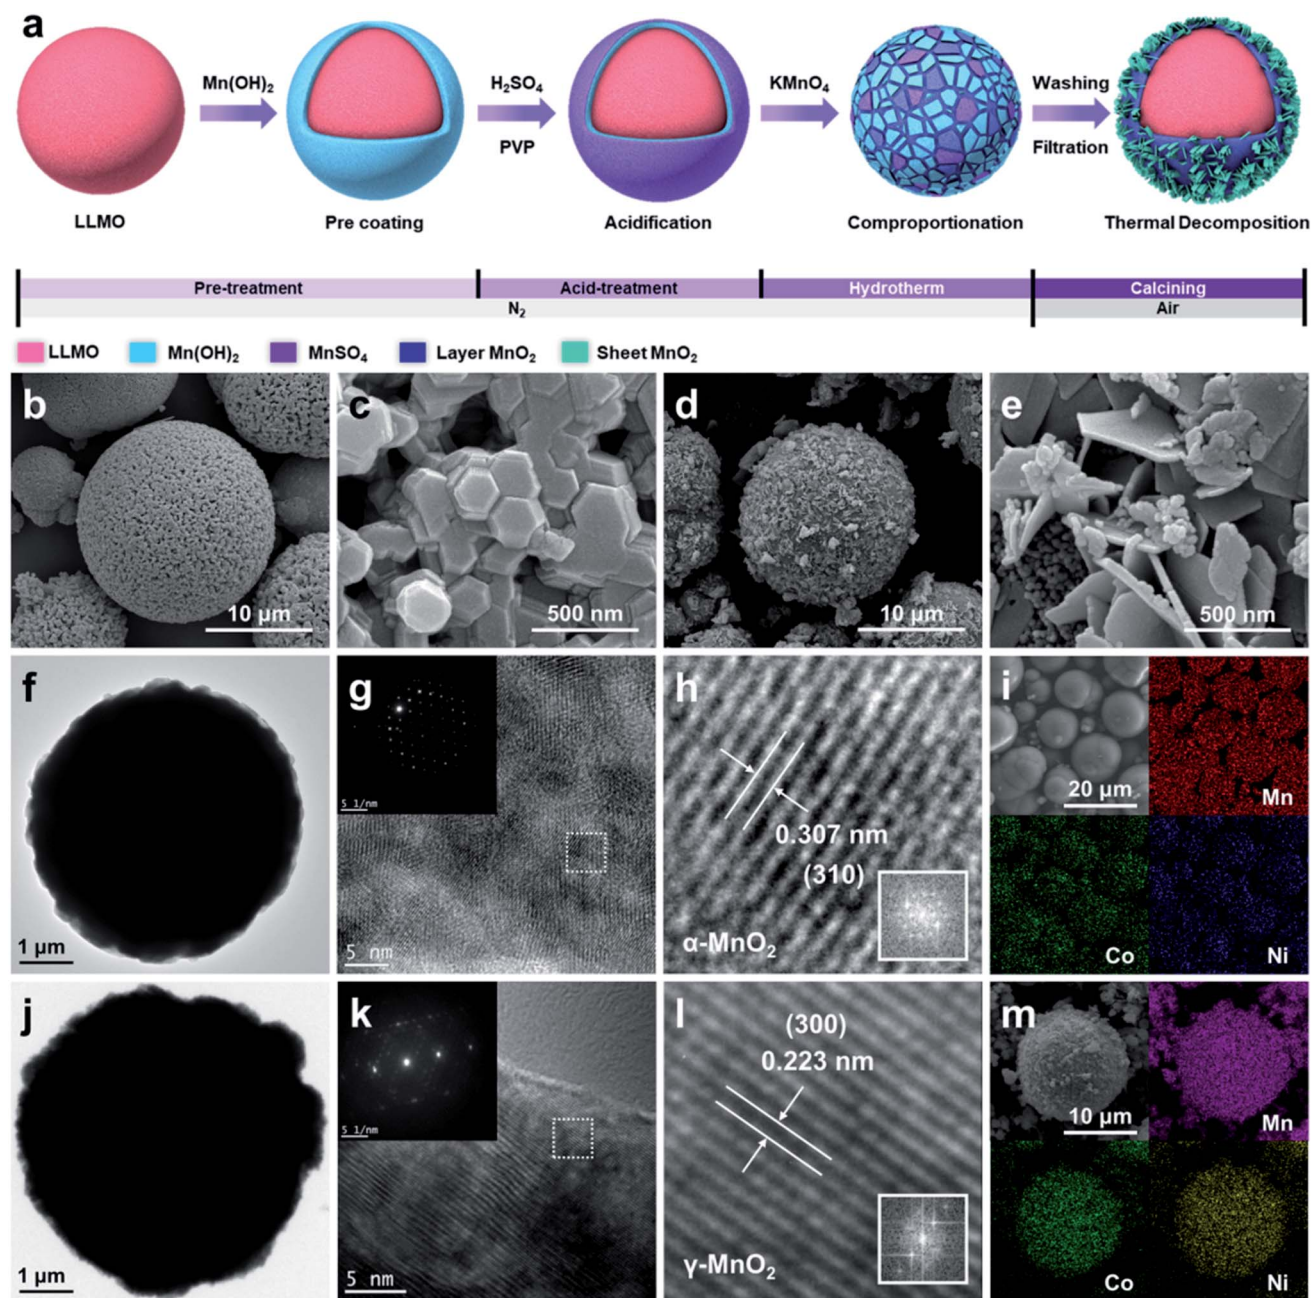 a
Mn(OH)₂
H₂SO₄
PVP
KMnO₄
Washing
Filtration
LLMO
Pre coating
Acidification
Comproportionation
Thermal Decomposition
Pre-treatment
Acid-treatment
Hydrotherm
Calcining
N₂
Air
LLMO
Mn(OH)₂
MnSO₄
Layer MnO₂
Sheet MnO₂
b
10 μm
c
500 nm
d
10 μm
e
500 nm
f
1 μm
g
5 1/nm
5 nm
h
0.307 nm
(310)
α-MnO₂
i
20 μm
Mn
Co
Ni
j
1 μm
k
5 1/nm
5 nm
l
(300)
0.223 nm
γ-MnO₂
m
10 μm
Mn
Co
Ni